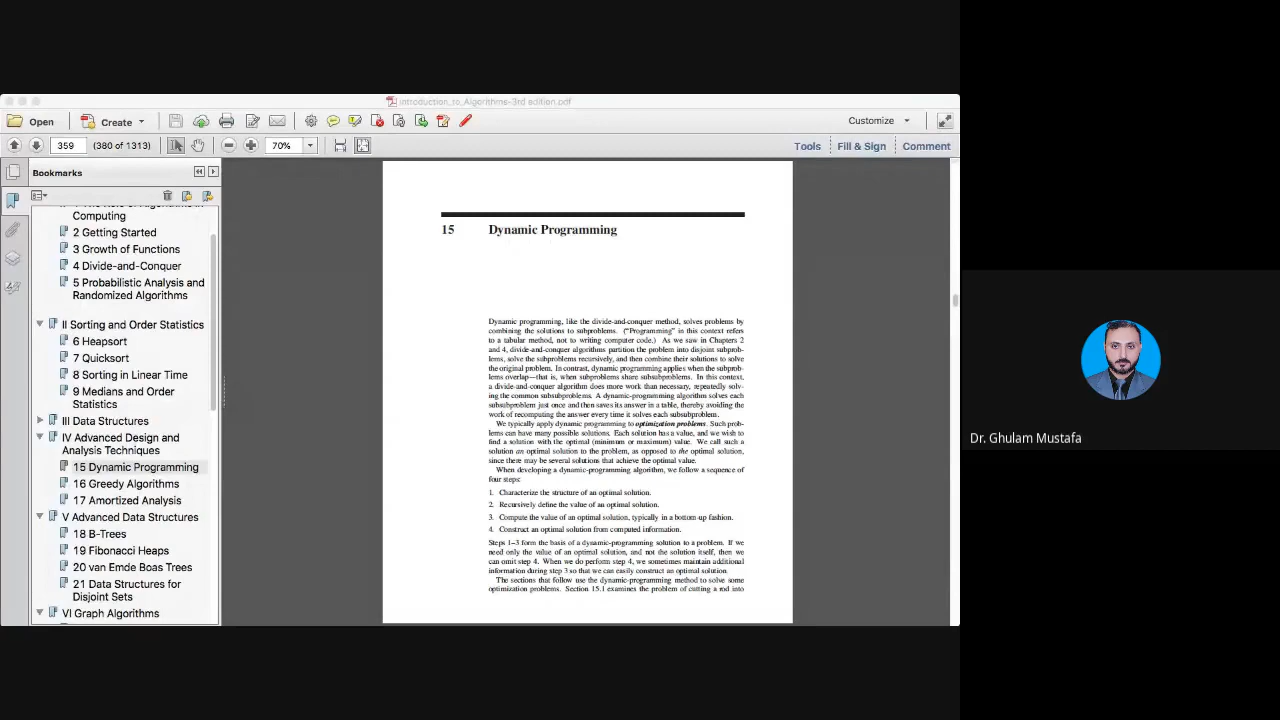 introduction_to_Algorithms-3rd edition.pdf
Open
Create
Customize
359
(380 of 1313)
70%
Tools
Fill & Sign
Comment
Bookmarks
Computing
2 Getting Started
3 Growth of Functions
4 Divide-and-Conquer
5 Probabilistic Analysis and
Randomized Algorithms
II Sorting and Order Statistics
6 Heapsort
7 Quicksort
8 Sorting in Linear Time
9 Medians and Order
Statistics
III Data Structures
IV Advanced Design and
Analysis Techniques
15 Dynamic Programming
16 Greedy Algorithms
17 Amortized Analysis
V Advanced Data Structures
18 B-Trees
19 Fibonacci Heaps
20 van Emde Boas Trees
21 Data Structures for
Disjoint Sets
VI Graph Algorithms
15 Dynamic Programming
Dynamic programming, like the divide-and-conquer method, solves problems by
combining the solutions to subproblems. (“Programming” in this context refers
to a tabular method, not to writing computer code.) As we saw in Chapters 2
and 4, divide-and-conquer algorithms partition the problem into disjoint subprob-
lems, solve the subproblems recursively, and then combine their solutions to solve
the original problem. In contrast, dynamic programming applies when the subprob-
lems overlap—that is, when subproblems share subsubproblems. In this context,
a divide-and-conquer algorithm does more work than necessary, repeatedly solv-
ing the common subsubproblems. A dynamic-programming algorithm solves each
subsubproblem just once and then saves its answer in a table, thereby avoiding the
work of recomputing the answer every time it solves each subsubproblem.
We typically apply dynamic programming to optimization problems. Such prob-
lems can have many possible solutions. Each solution has a value, and we wish to
find a solution with the optimal (minimum or maximum) value. We call such a
solution an optimal solution to the problem, as opposed to the optimal solution,
since there may be several solutions that achieve the optimal value.
When developing a dynamic-programming algorithm, we follow a sequence of
four steps:
1. Characterize the structure of an optimal solution.
2. Recursively define the value of an optimal solution.
3. Compute the value of an optimal solution, typically in a bottom-up fashion.
4. Construct an optimal solution from computed information.
Steps 1–3 form the basis of a dynamic-programming solution to a problem. If we
need only the value of an optimal solution, and not the solution itself, then we
can omit step 4. When we do perform step 4, we sometimes maintain additional
information during step 3 so that we can easily construct an optimal solution.
The sections that follow use the dynamic-programming method to solve some
optimization problems. Section 15.1 examines the problem of cutting a rod into
Dr. Ghulam Mustafa